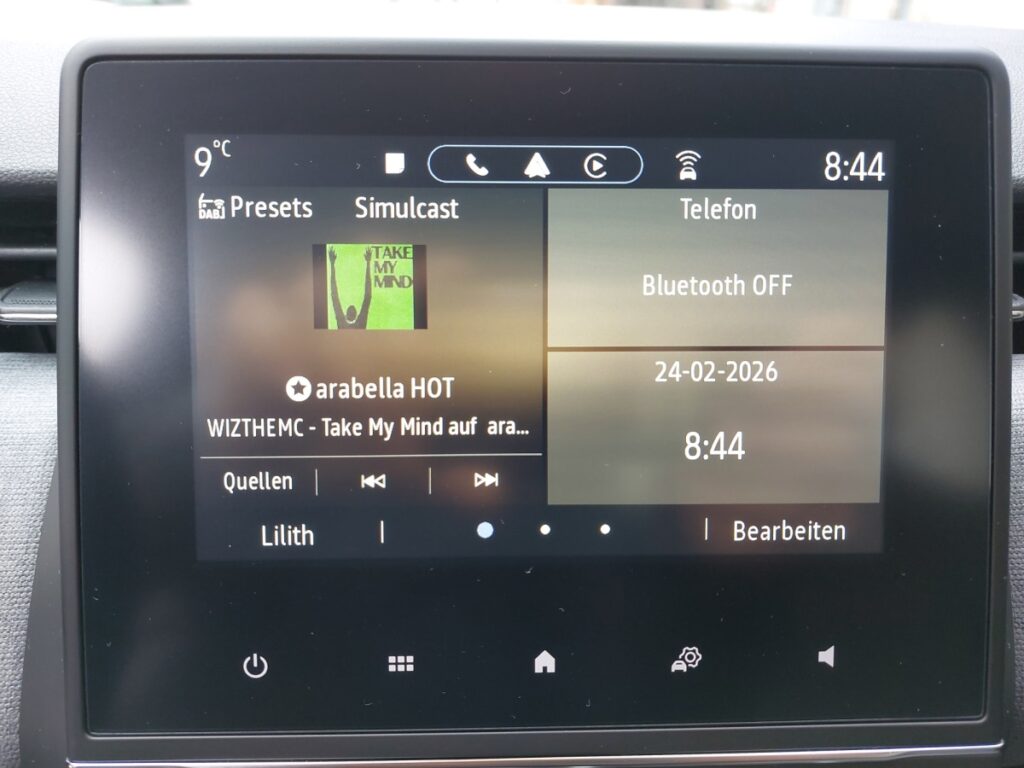 9°C
8:44
DAB
Presets
Simulcast
TAKE
MY
MIND
arabella HOT
WIZTHEMC - Take My Mind auf ara...
Quellen
Telefon
Bluetooth OFF
24-02-2026
8:44
Lilith
Bearbeiten